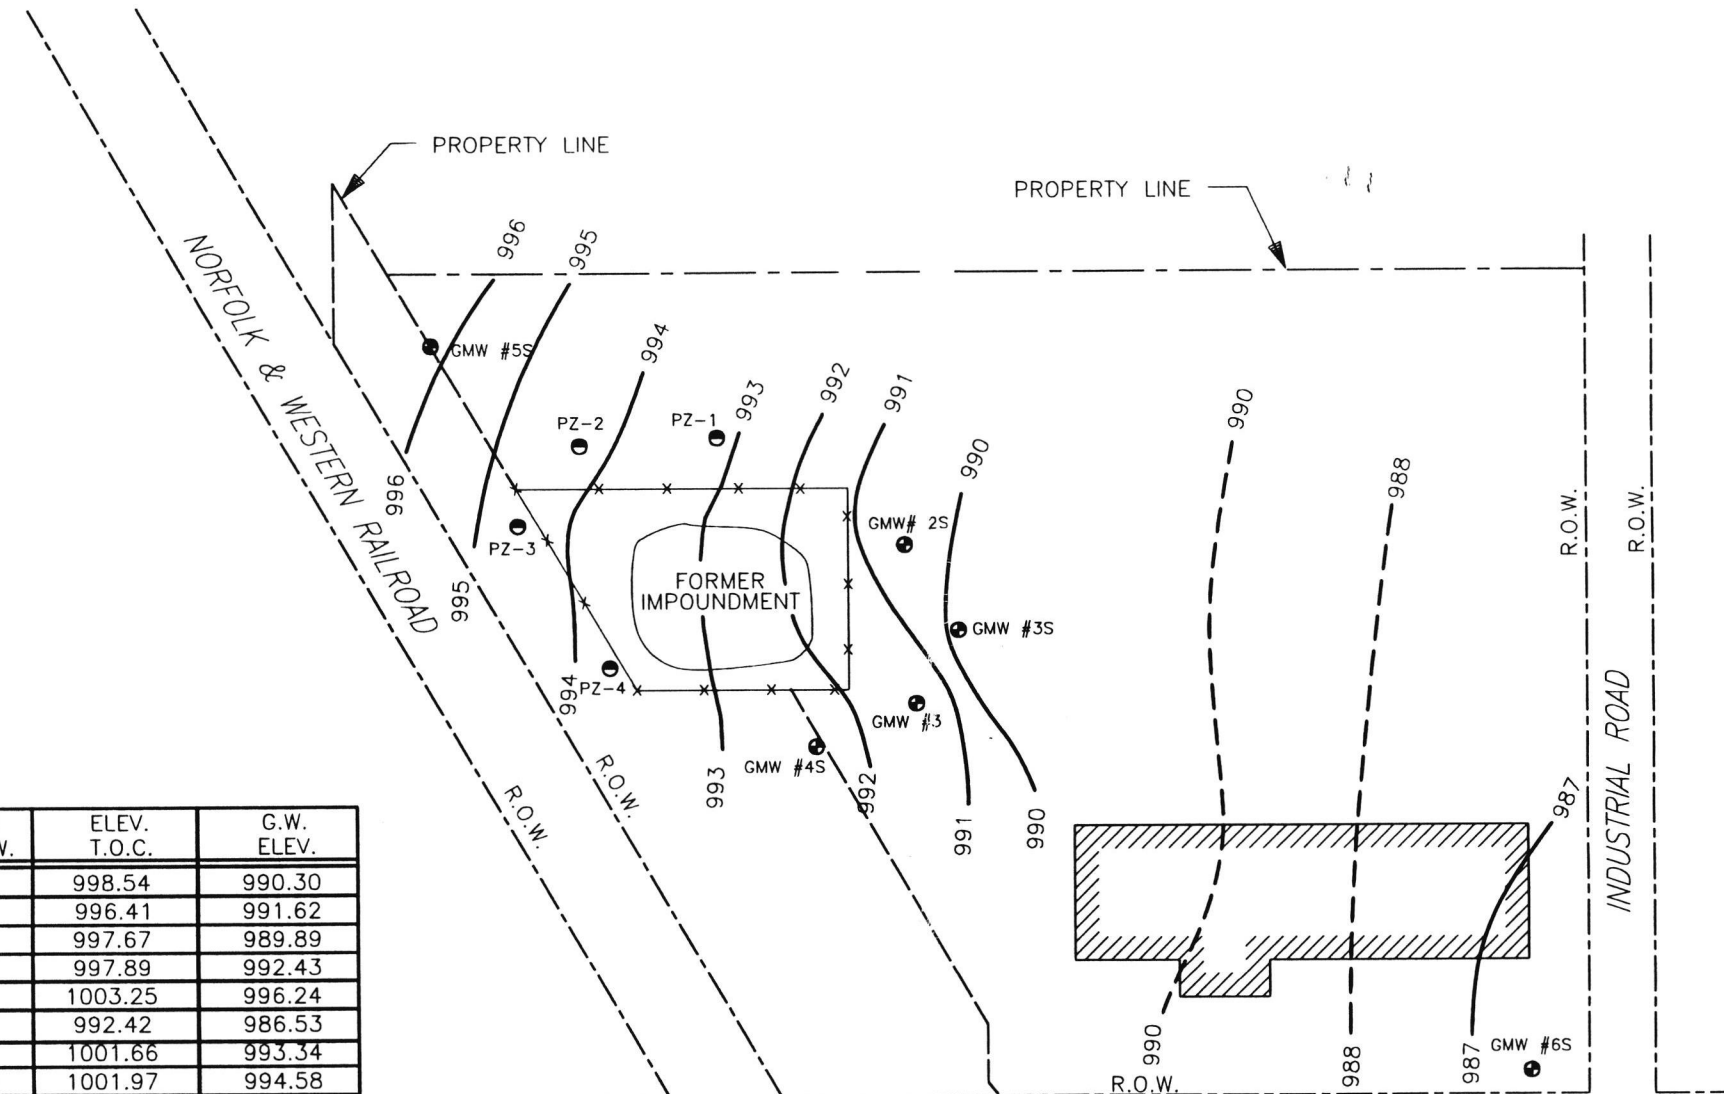 PROPERTY LINE
PROPERTY LINE
996
995
NORFOLK & WESTERN RAILROAD
994
GMW #5S
993
992
991
990
990
988
PZ-2
PZ-1
996
R.O.W.
R.O.W.
GMW# 2S
PZ-3
FORMER
IMPOUNDMENT
995
GMW #3S
PZ-4
994
GMW #3
GMW #4S
993
992
991
990
R.O.W.
R.O.W.
INDUSTRIAL ROAD
987
ELEV. G.W.
T.O.C. ELEV.
998.54 990.30
996.41 991.62
997.67 989.89
997.89 992.43
1003.25 996.24
992.42 986.53
1001.66 993.34
1001.97 994.58
990
988
987
GMW #6S
R.O.W.